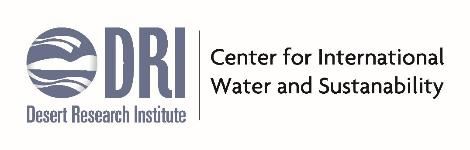 DRI
Desert Research Institute
Center for International
Water and Sustanability